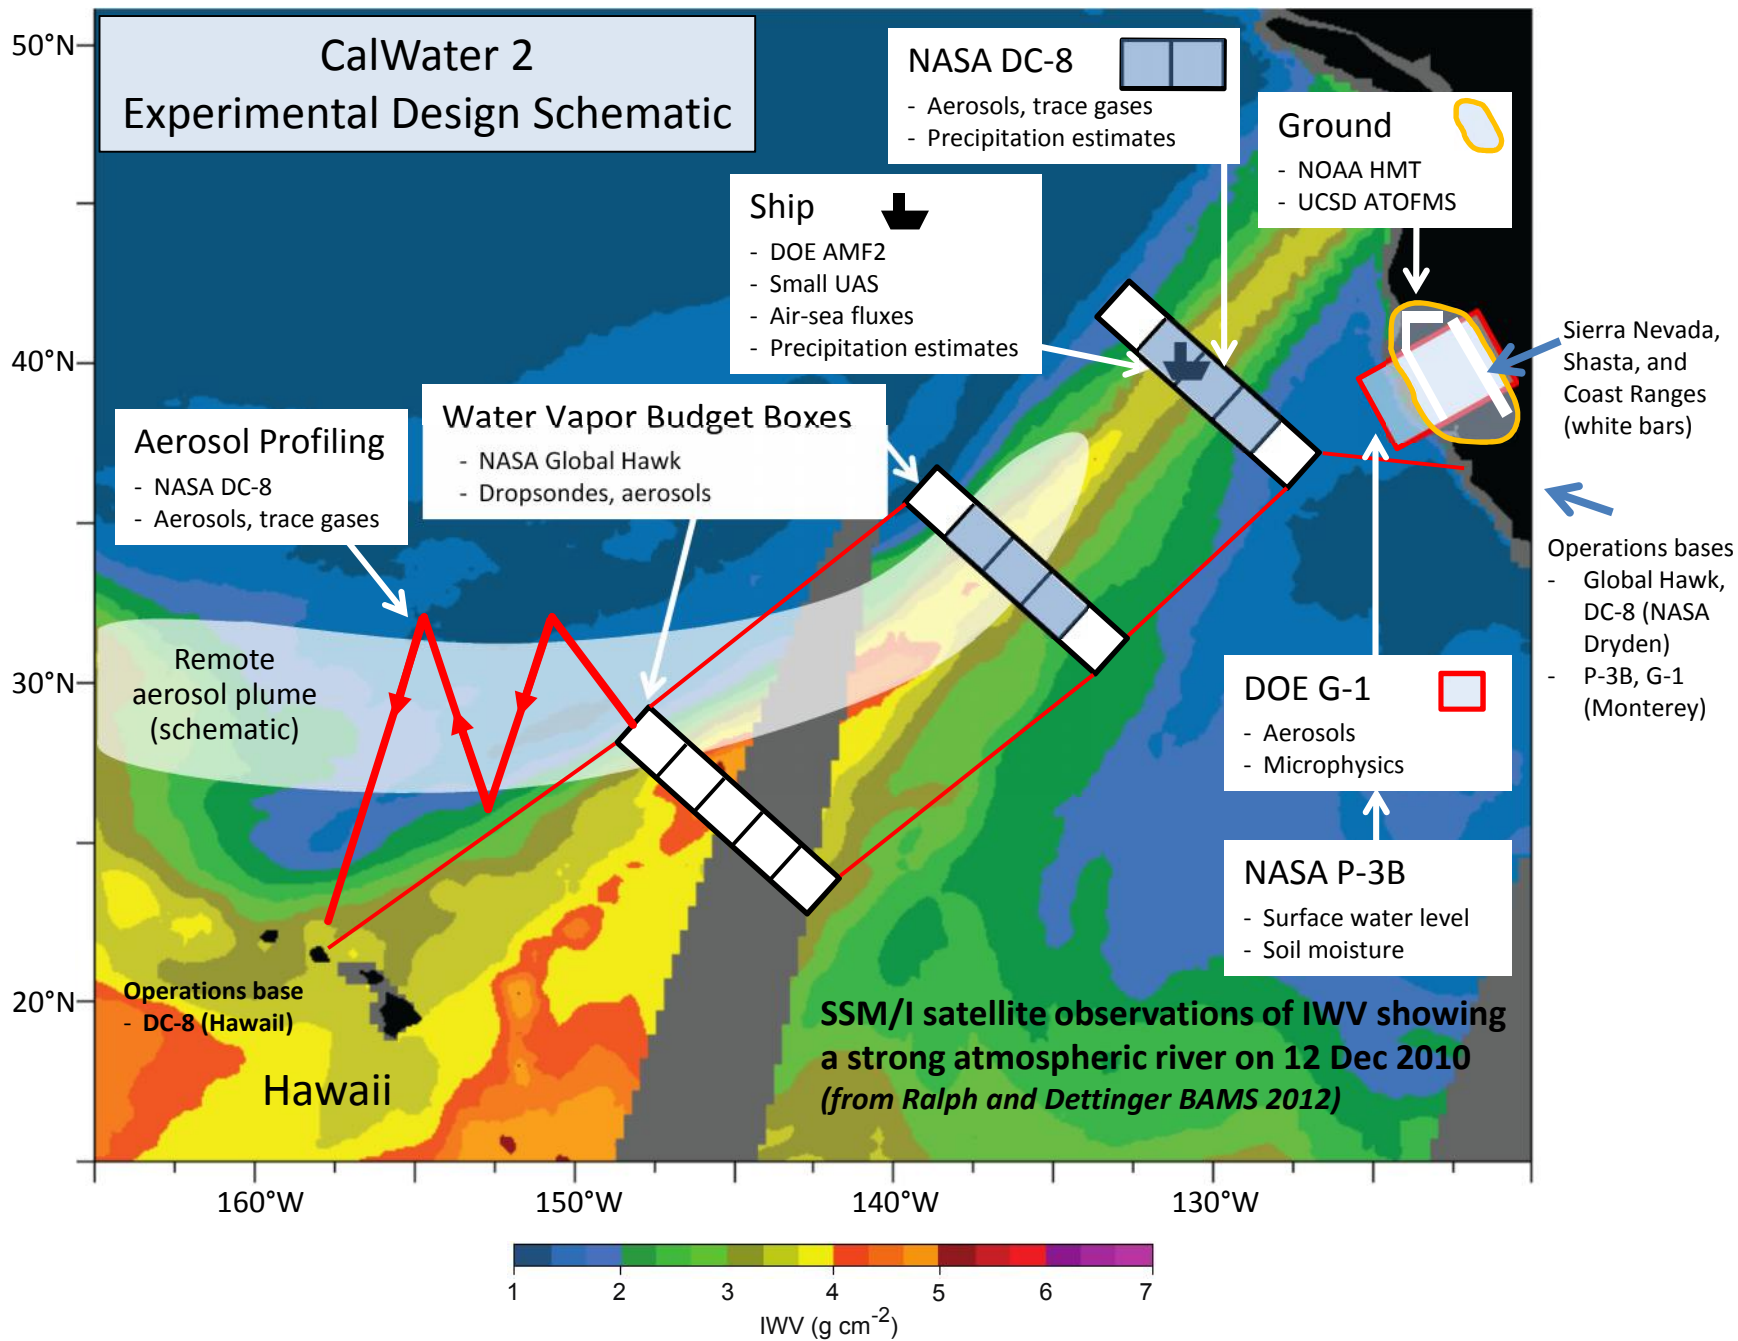 CalWater 2
Experimental Design Schematic
NASA DC-8
- Aerosols, trace gases
- Precipitation estimates
Ground
- NOAA HMT
- UCSD ATOFMS
Ship
- DOE AMF2
- Small UAS
- Air-sea fluxes
- Precipitation estimates
Sierra Nevada,
Shasta, and
Coast Ranges
(white bars)
Water Vapor Budget Boxes
- NASA Global Hawk
- Dropsondes, aerosols
Aerosol Profiling
- NASA DC-8
- Aerosols, trace gases
Operations bases
- Global Hawk,
DC-8 (NASA
Dryden)
- P-3B, G-1
(Monterey)
Remote
aerosol plume
(schematic)
DOE G-1
- Aerosols
- Microphysics
NASA P-3B
- Surface water level
- Soil moisture
Operations base
- DC-8 (Hawaii)
Hawaii
SSM/I satellite observations of IWV showing
a strong atmospheric river on 12 Dec 2010
(from Ralph and Dettinger BAMS 2012)
50°N
40°N
30°N
20°N
160°W 150°W 140°W 130°W
1 2 3 4 5 6 7
IWV (g cm-2)